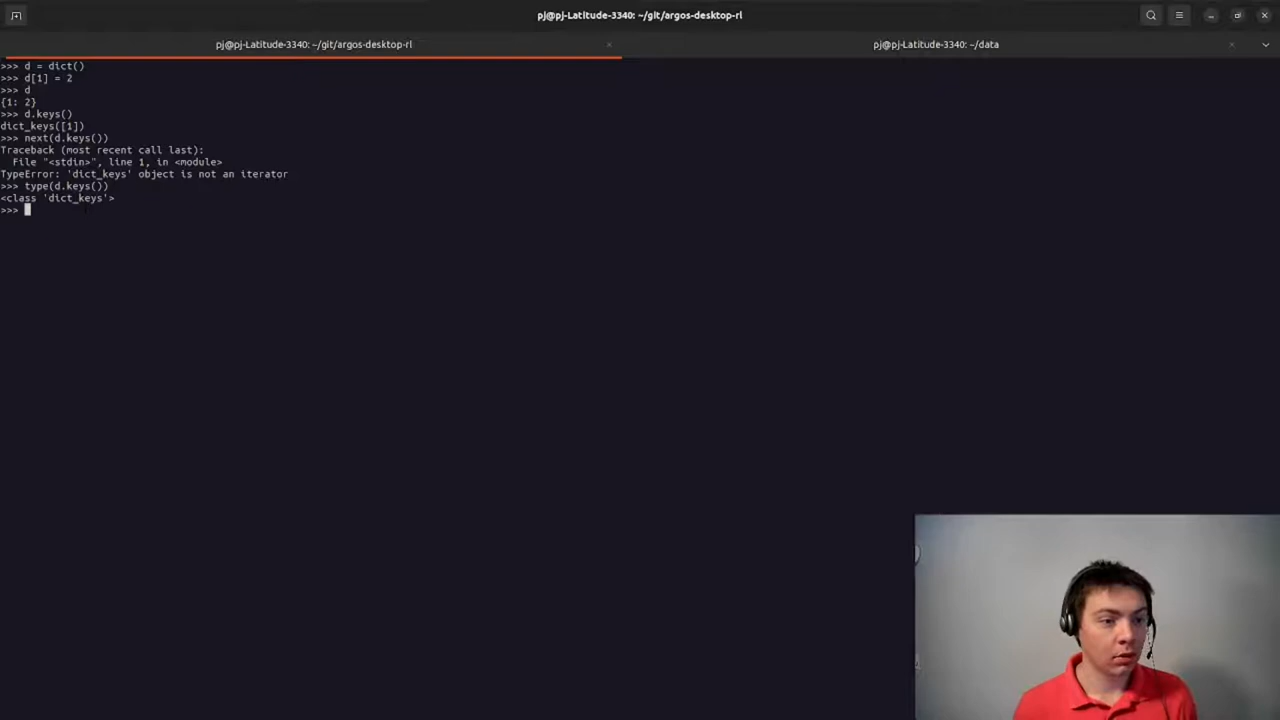 pj@pj-Latitude-3340: ~/git/argos-desktop-rl
pj@pj-Latitude-3340: ~/git/argos-desktop-rl
pj@pj-Latitude-3340: ~/data
>>> d = dict()
>>> d[1] = 2
>>> d
{1: 2}
>>> d.keys()
dict_keys([1])
>>> next(d.keys())
Traceback (most recent call last):
  File "<stdin>", line 1, in <module>
TypeError: 'dict_keys' object is not an iterator
>>> type(d.keys())
<class 'dict_keys'>
>>>